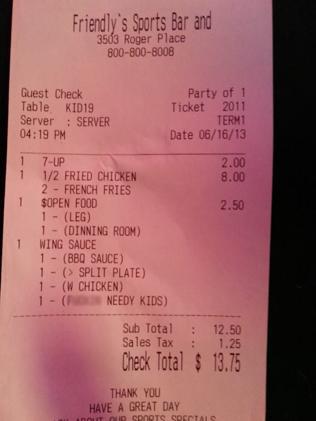 Friendly's Sports Bar and
3503 Roger Place
800-800-8008
Guest Check Party of 1
Table KID19 Ticket 2011
Server : SERVER TERM1
04:19 PM Date 06/16/13
1 7-UP 2.00
1 1/2 FRIED CHICKEN 8.00
2 - FRENCH FRIES
1 $OPEN FOOD 2.50
1 - (LEG)
1 - (DINNING ROOM)
1 WING SAUCE
1 - (BBQ SAUCE)
1 - (> SPLIT PLATE)
1 - (W CHICKEN)
1 - ( NEEDY KIDS)
Sub Total : 12.50
Sales Tax : 1.25
Check Total $ 13.75
THANK YOU
HAVE A GREAT DAY
ABOUT OUR SPORTS SPECIALS